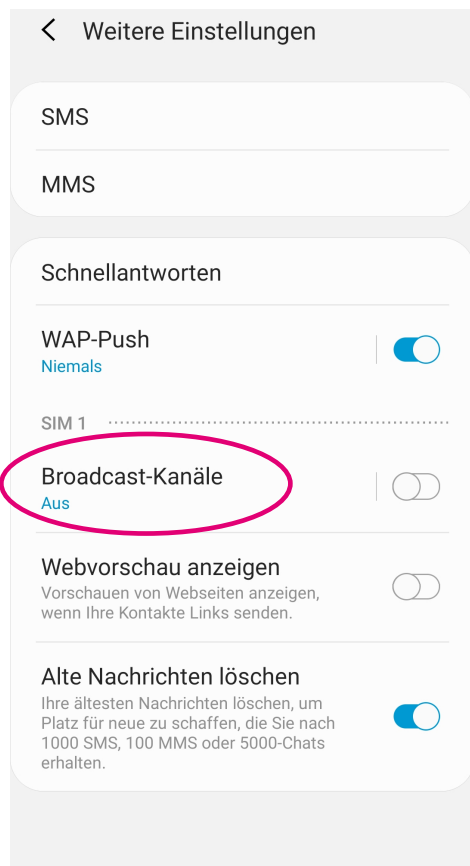 Weitere Einstellungen
SMS
MMS
Schnellantworten
WAP-Push
Niemals
SIM 1
Broadcast-Kanäle
Aus
Webvorschau anzeigen
Vorschauen von Webseiten anzeigen,
wenn Ihre Kontakte Links senden.
Alte Nachrichten löschen
Ihre ältesten Nachrichten löschen, um
Platz für neue zu schaffen, die Sie nach
1000 SMS, 100 MMS oder 5000-Chats
erhalten.